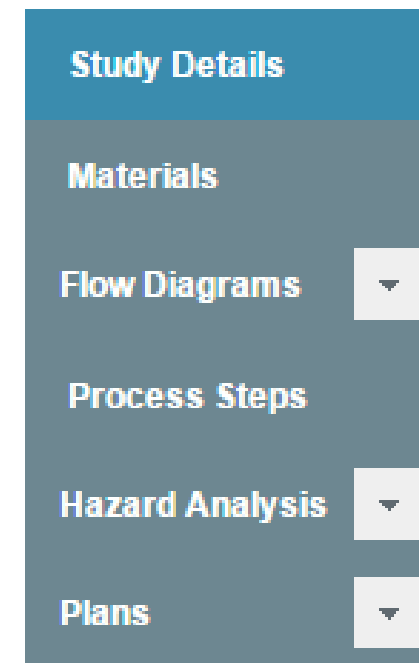 Study Details
Materials
Flow Diagrams
Process Steps
Hazard Analysis
Plans